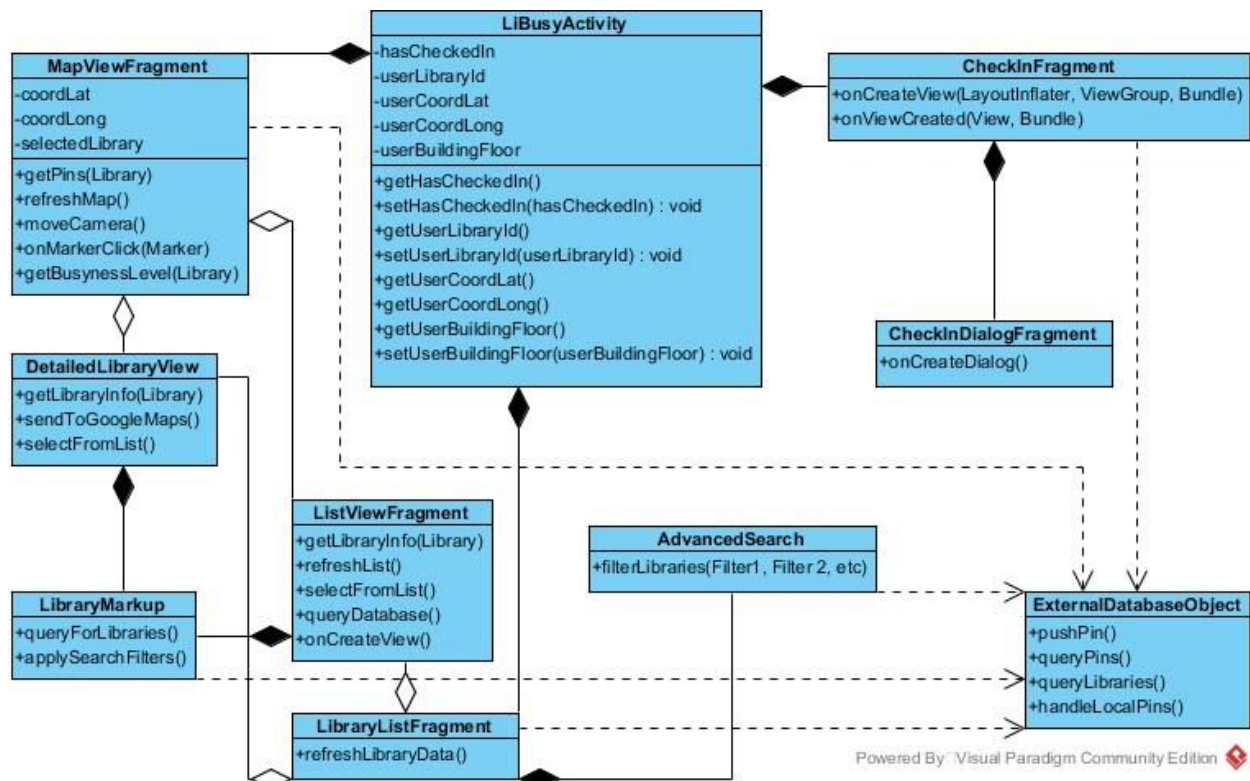 LiBusyActivity
-hasCheckedIn
-userLibraryId
-userCoordLat
-userCoordLong
-userBuildingFloor
+getHasCheckedIn()
+setHasCheckedIn(hasCheckedIn) : void
+getUserLibraryId()
+setUserLibraryId(userLibraryId) : void
+getUserCoordLat()
+getUserCoordLong()
+getUserBuildingFloor()
+setUserBuildingFloor(userBuildingFloor) : void
MapViewFragment
-coordLat
-coordLong
-selectedLibrary
+getPins(Library)
+refreshMap()
+moveCamera()
+onMarkerClick(Marker)
+getBusynessLevel(Library)
CheckInFragment
+onCreateView(LayoutInflater, ViewGroup, Bundle)
+onViewCreated(View, Bundle)
CheckInDialogFragment
+onCreateDialog()
DetailedLibraryView
+getLibraryInfo(Library)
+sendToGoogleMaps()
+selectFromList()
ListViewFragment
+getLibraryInfo(Library)
+refreshList()
+selectFromList()
+queryDatabase()
+onCreateView()
AdvancedSearch
+filterLibraries(Filter1, Filter 2, etc)
LibraryMarkup
+queryForLibraries()
+applySearchFilters()
ExternalDatabaseObject
+pushPin()
+queryPins()
+queryLibraries()
+handleLocalPins()
LibraryListFragment
+refreshLibraryData()
Powered By Visual Paradigm Community Edition